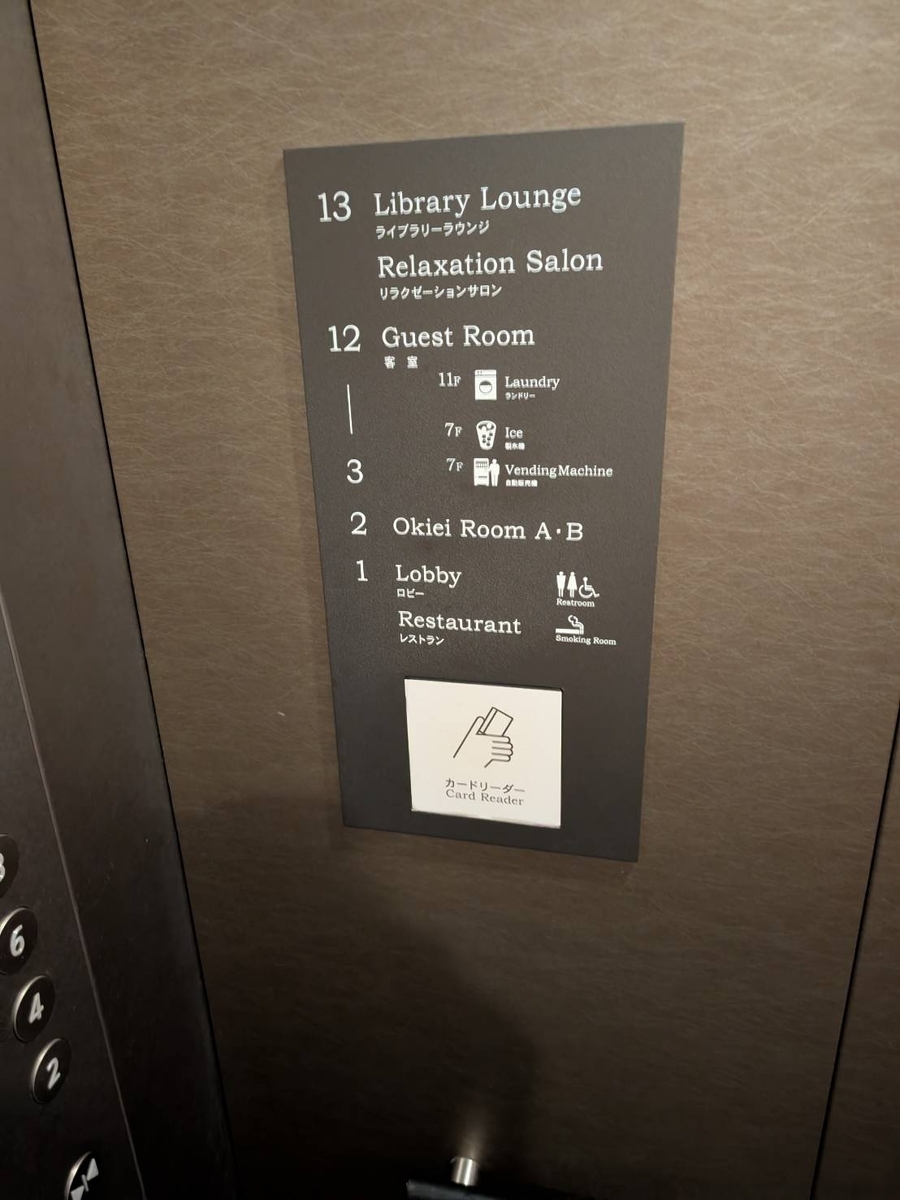 13 Library Lounge
ライブラリーラウンジ
Relaxation Salon
リラクゼーションサロン
12 Guest Room
客 室
11F Laundry
ランドリー
7F Ice
製氷機
3 7F Vending Machine
自動販売機
2 Okiei Room A・B
1 Lobby
ロビー
Restroom
Restaurant
レストラン
Smoking Room
カードリーダー
Card Reader
6
4
2